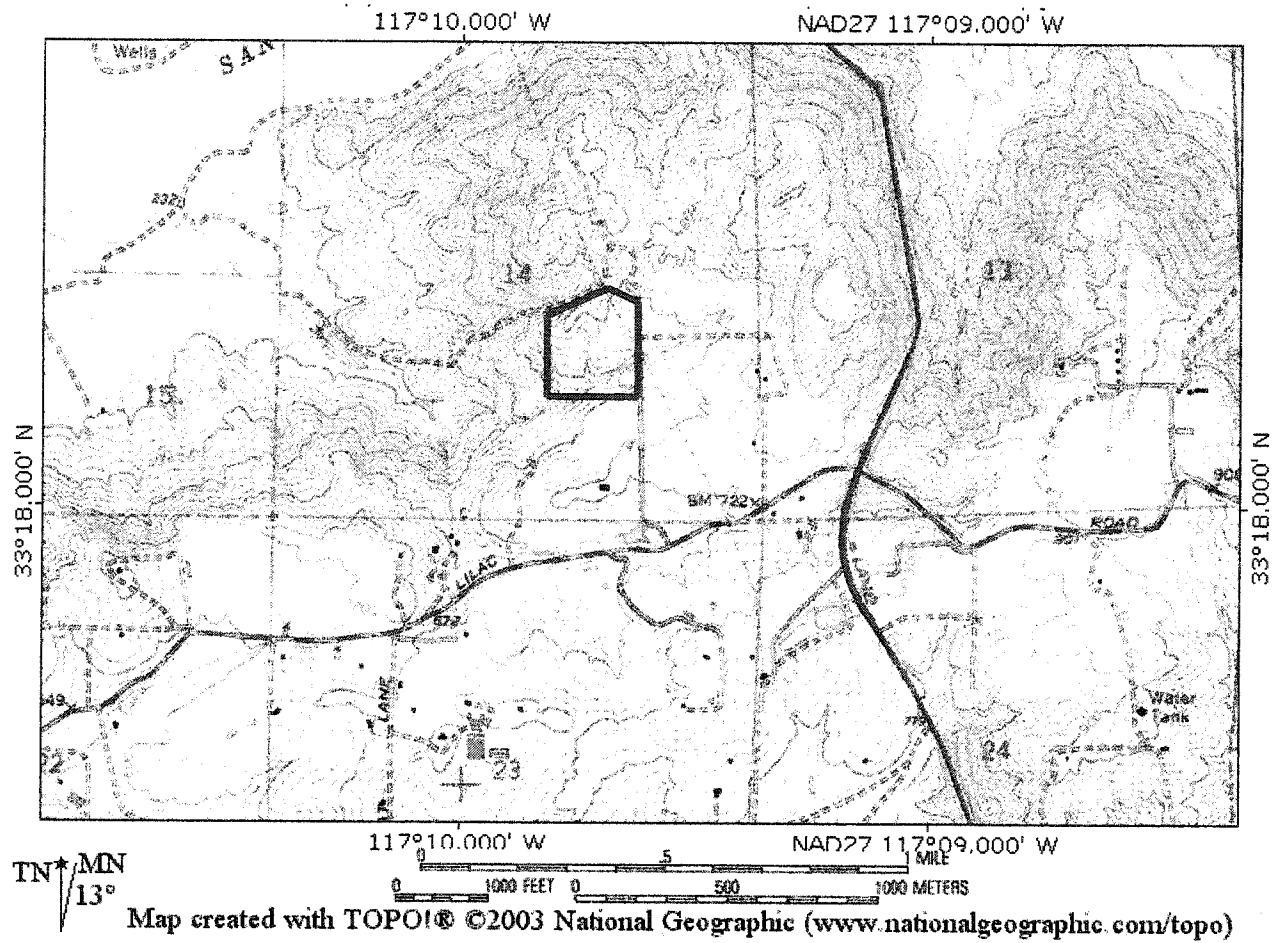 117°10.000' W
NAD27 117°09.000' W
Wells
SAN
14
13
15
33°18.000' N
33°18.000' N
BM 722
ROAD
LILAC
672
LANE
Water
Tank
24
23
117°10.000' W
NAD27 117°09.000' W
TN MN
13°
0 .5 1 MILE
0 1000 FEET 0 500 1000 METERS
Map created with TOPO!® ©2003 National Geographic (www.nationalgeographic.com/topo)